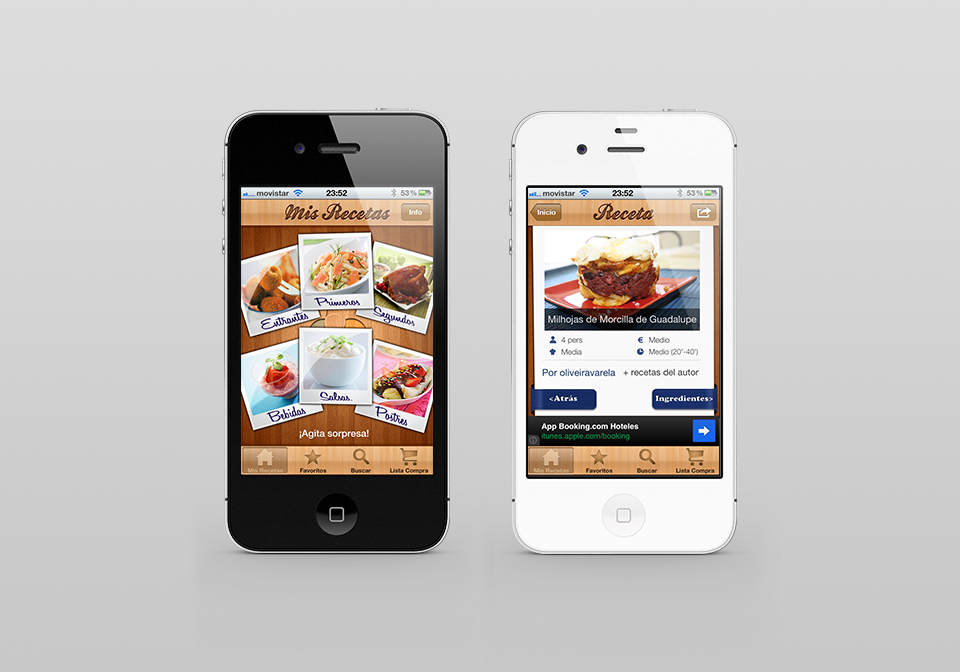 movistar 23:52 53 %
Mis Recetas Info
Entrantes
Primeros
Segundos
Bebidas
Salsas.
Postres
¡Agita sorpresa!
Mis Recetas Favoritos Buscar Lista Compra
movistar 23:52 53 %
Inicio Receta
Milhojas de Morcilla de Guadalupe
4 pers € Medio
Media Medio (20'-40')
Por oliveiravarela + recetas del autor
<Atrás Ingredientes>
App Booking.com Hoteles
itunes.apple.com/booking
Mis Recetas Favoritos Buscar Lista Compra